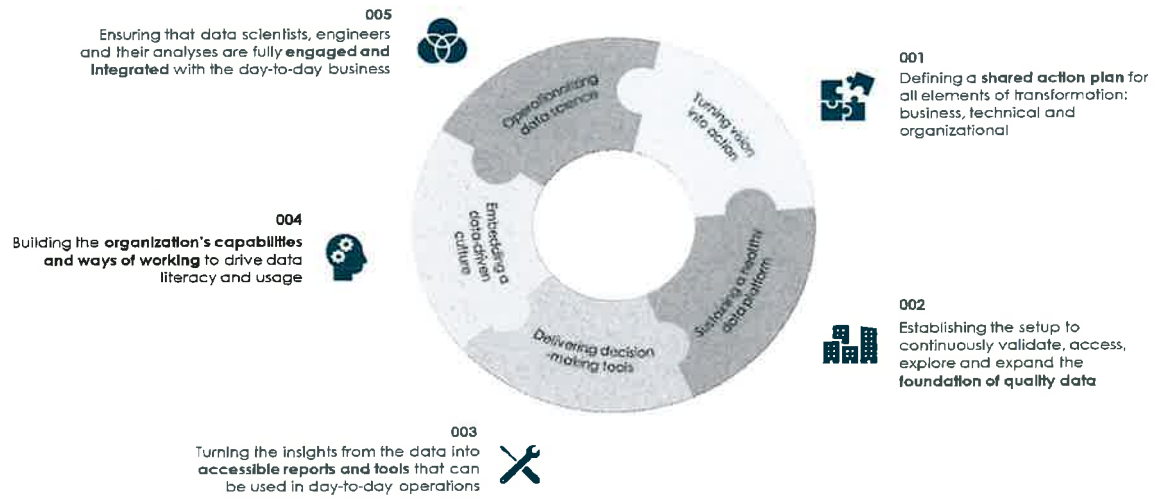 005
Ensuring that data scientists, engineers
and their analyses are fully engaged and
integrated with the day-to-day business
001
Defining a shared action plan for
all elements of transformation:
business, technical and
organizational
Operationalizing
data science
Turning vision
into action
004
Building the organization's capabilities
and ways of working to drive data
literacy and usage
Embedding a
data-driven
culture
Sustaining a healthy
data platform
002
Establishing the setup to
continuously validate, access,
explore and expand the
foundation of quality data
Delivering decision
-making tools
003
Turning the insights from the data into
accessible reports and tools that can
be used in day-to-day operations